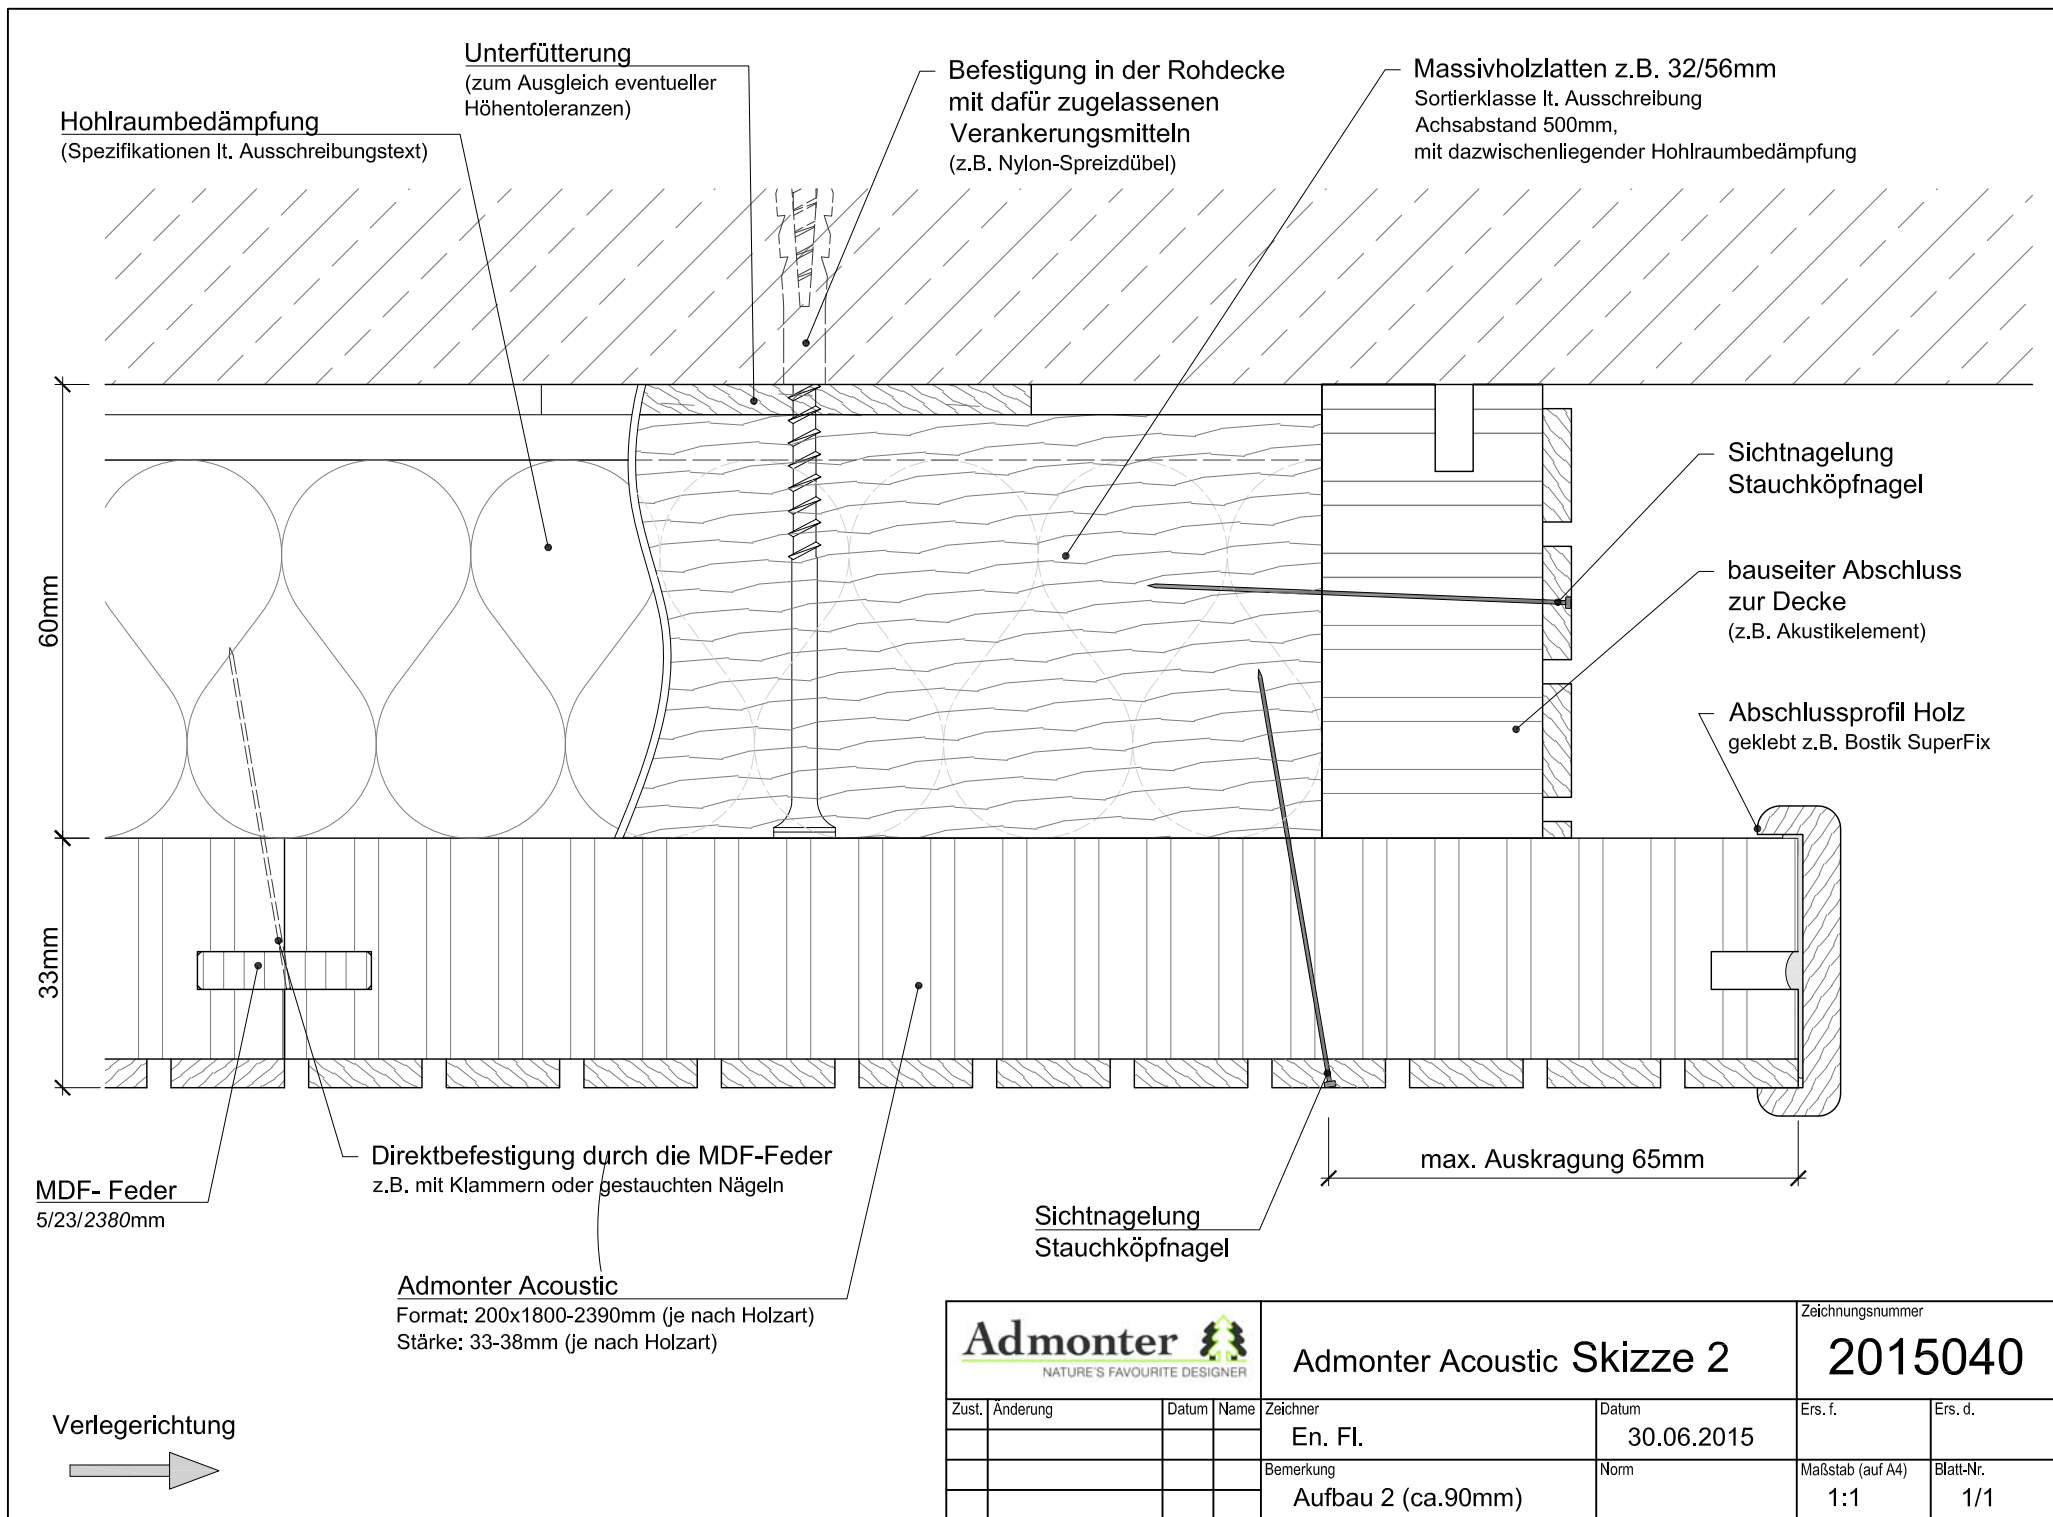 Unterfütterung
(zum Ausgleich eventueller
Höhentoleranzen)
Hohlraumbedämpfung
(Spezifikationen lt. Ausschreibungstext)
Befestigung in der Rohdecke
mit dafür zugelassenen
Verankerungsmitteln
(z.B. Nylon-Spreizdübel)
Massivholzlatten z.B. 32/56mm
Sortierklasse lt. Ausschreibung
Achsabstand 500mm,
mit dazwischenliegender Hohlraumbedämpfung
Sichtnagelung
Stauchköpfnagel
bauseiter Abschluss
zur Decke
(z.B. Akustikelement)
Abschlussprofil Holz
geklebt z.B. Bostik SuperFix
60mm
33mm
Direktbefestigung durch die MDF-Feder
z.B. mit Klammern oder gestauchten Nägeln
MDF- Feder
5/23/2380mm
max. Auskragung 65mm
Sichtnagelung
Stauchköpfnagel
Admonter Acoustic
Format: 200x1800-2390mm (je nach Holzart)
Stärke: 33-38mm (je nach Holzart)
Verlegerichtung
Admonter
NATURE'S FAVOURITE DESIGNER
Admonter Acoustic Skizze 2
Zeichnungsnummer
2015040
Zust. Änderung Datum Name
Zeichner
En. Fl.
Datum
30.06.2015
Ers. f.
Ers. d.
Bemerkung
Aufbau 2 (ca.90mm)
Norm
Maßstab (auf A4)
1:1
Blatt-Nr.
1/1